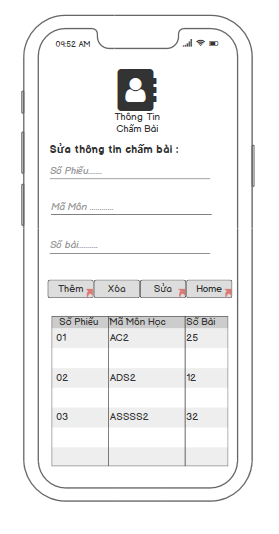 09:52 AM
Thông Tin
Chấm Bài
Sửa thông tin chấm bài :
Số Phiếu.......
Mã Môn ............
Số bài..........
Thêm Xóa Sửa Home
Số Phiếu Mã Môn Học Số Bài
01 AC2 25
02 ADS2 12
03 ASSSS2 32